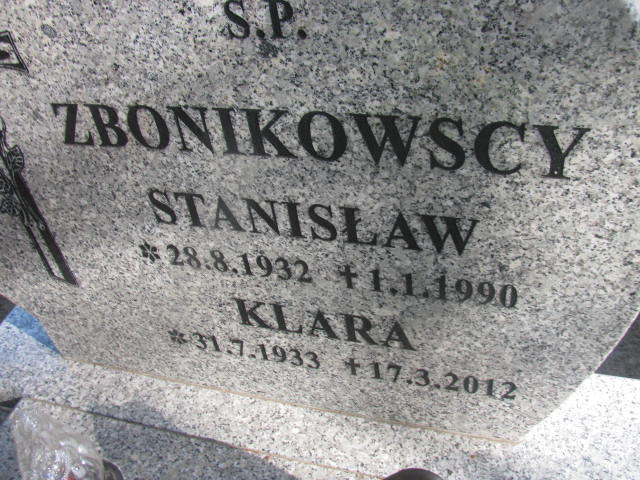 Ś.P.
ZBONIKOWSCY
STANISŁAW
* 28.8.1932 † 1.1.1990
KLARA
* 31.7.1933 † 17.3.2012